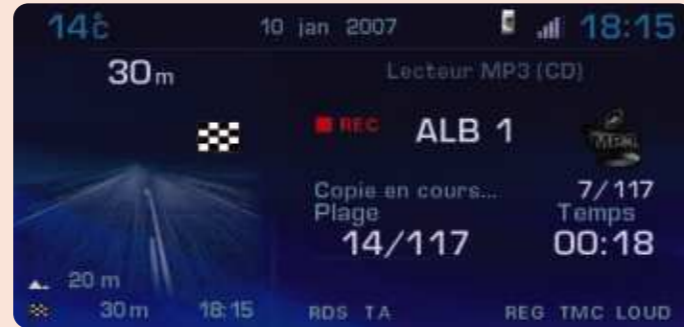 14°C 10 jan 2007 18:15
30 m
Lecteur MP3 (CD)
REC ALB 1
Copie en cours... 7/117
Plage Temps
14/117 00:18
20 m
30 m 18:15
RDS TA REG TMC LOUD